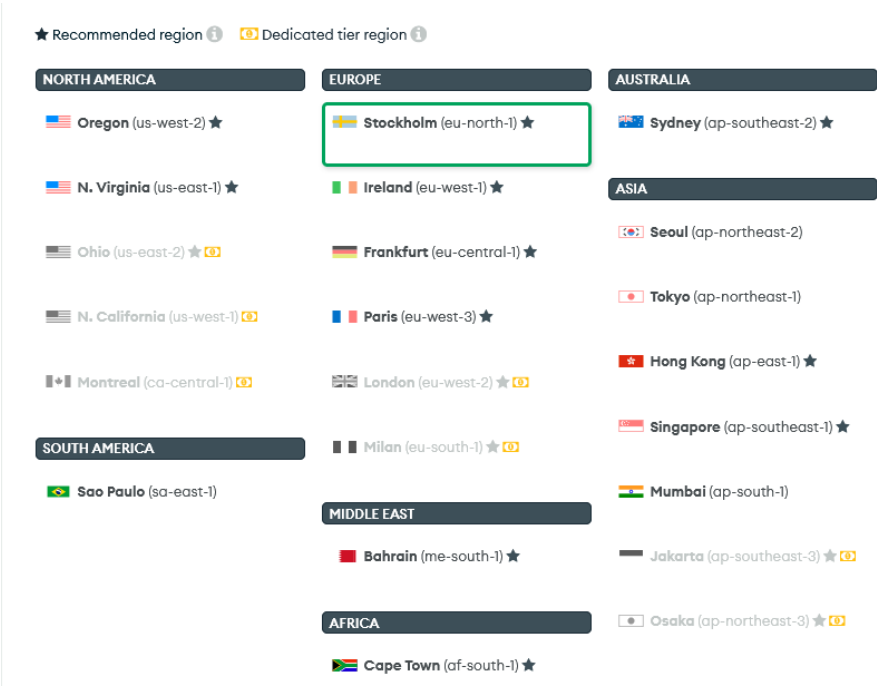 ★ Recommended region i Dedicated tier region i
NORTH AMERICA
Oregon (us-west-2) ★
N. Virginia (us-east-1) ★
Ohio (us-east-2) ★
N. California (us-west-1)
Montreal (ca-central-1)
SOUTH AMERICA
Sao Paulo (sa-east-1)
EUROPE
Stockholm (eu-north-1) ★
Ireland (eu-west-1) ★
Frankfurt (eu-central-1) ★
Paris (eu-west-3) ★
London (eu-west-2) ★
Milan (eu-south-1) ★
MIDDLE EAST
Bahrain (me-south-1) ★
AFRICA
Cape Town (af-south-1) ★
AUSTRALIA
Sydney (ap-southeast-2) ★
ASIA
Seoul (ap-northeast-2)
Tokyo (ap-northeast-1)
Hong Kong (ap-east-1) ★
Singapore (ap-southeast-1) ★
Mumbai (ap-south-1)
Jakarta (ap-southeast-3) ★
Osaka (ap-northeast-3) ★